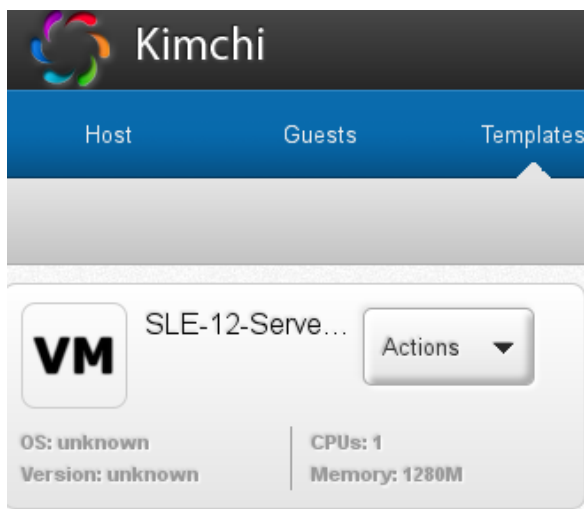 Kimchi
Host Guests Templates
VM
SLE-12-Serve...
Actions
OS: unknown
CPUs: 1
Version: unknown
Memory: 1280M